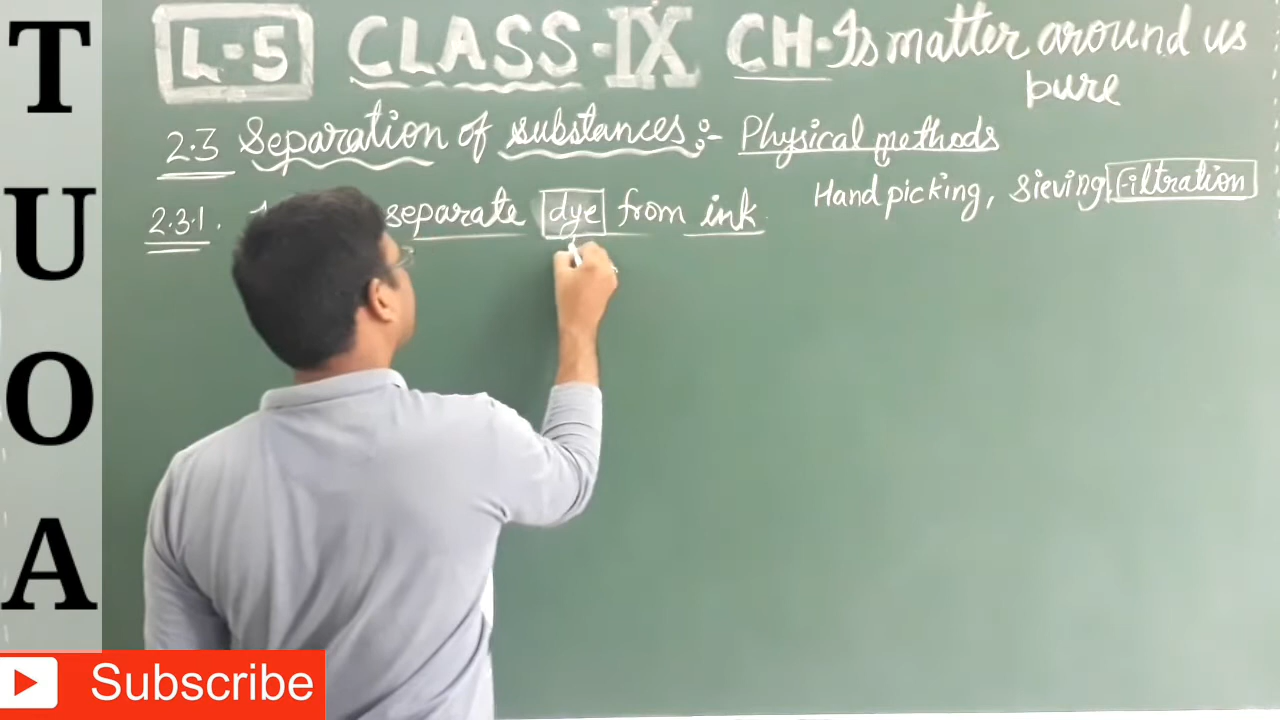 TUOA
L-5 CLASS-IX CH-Is matter around us
pure
2.3 Separation of substances:- Physical methods
Hand picking, Sieving, Filtration
2.3.1. separate dye from ink.
Subscribe